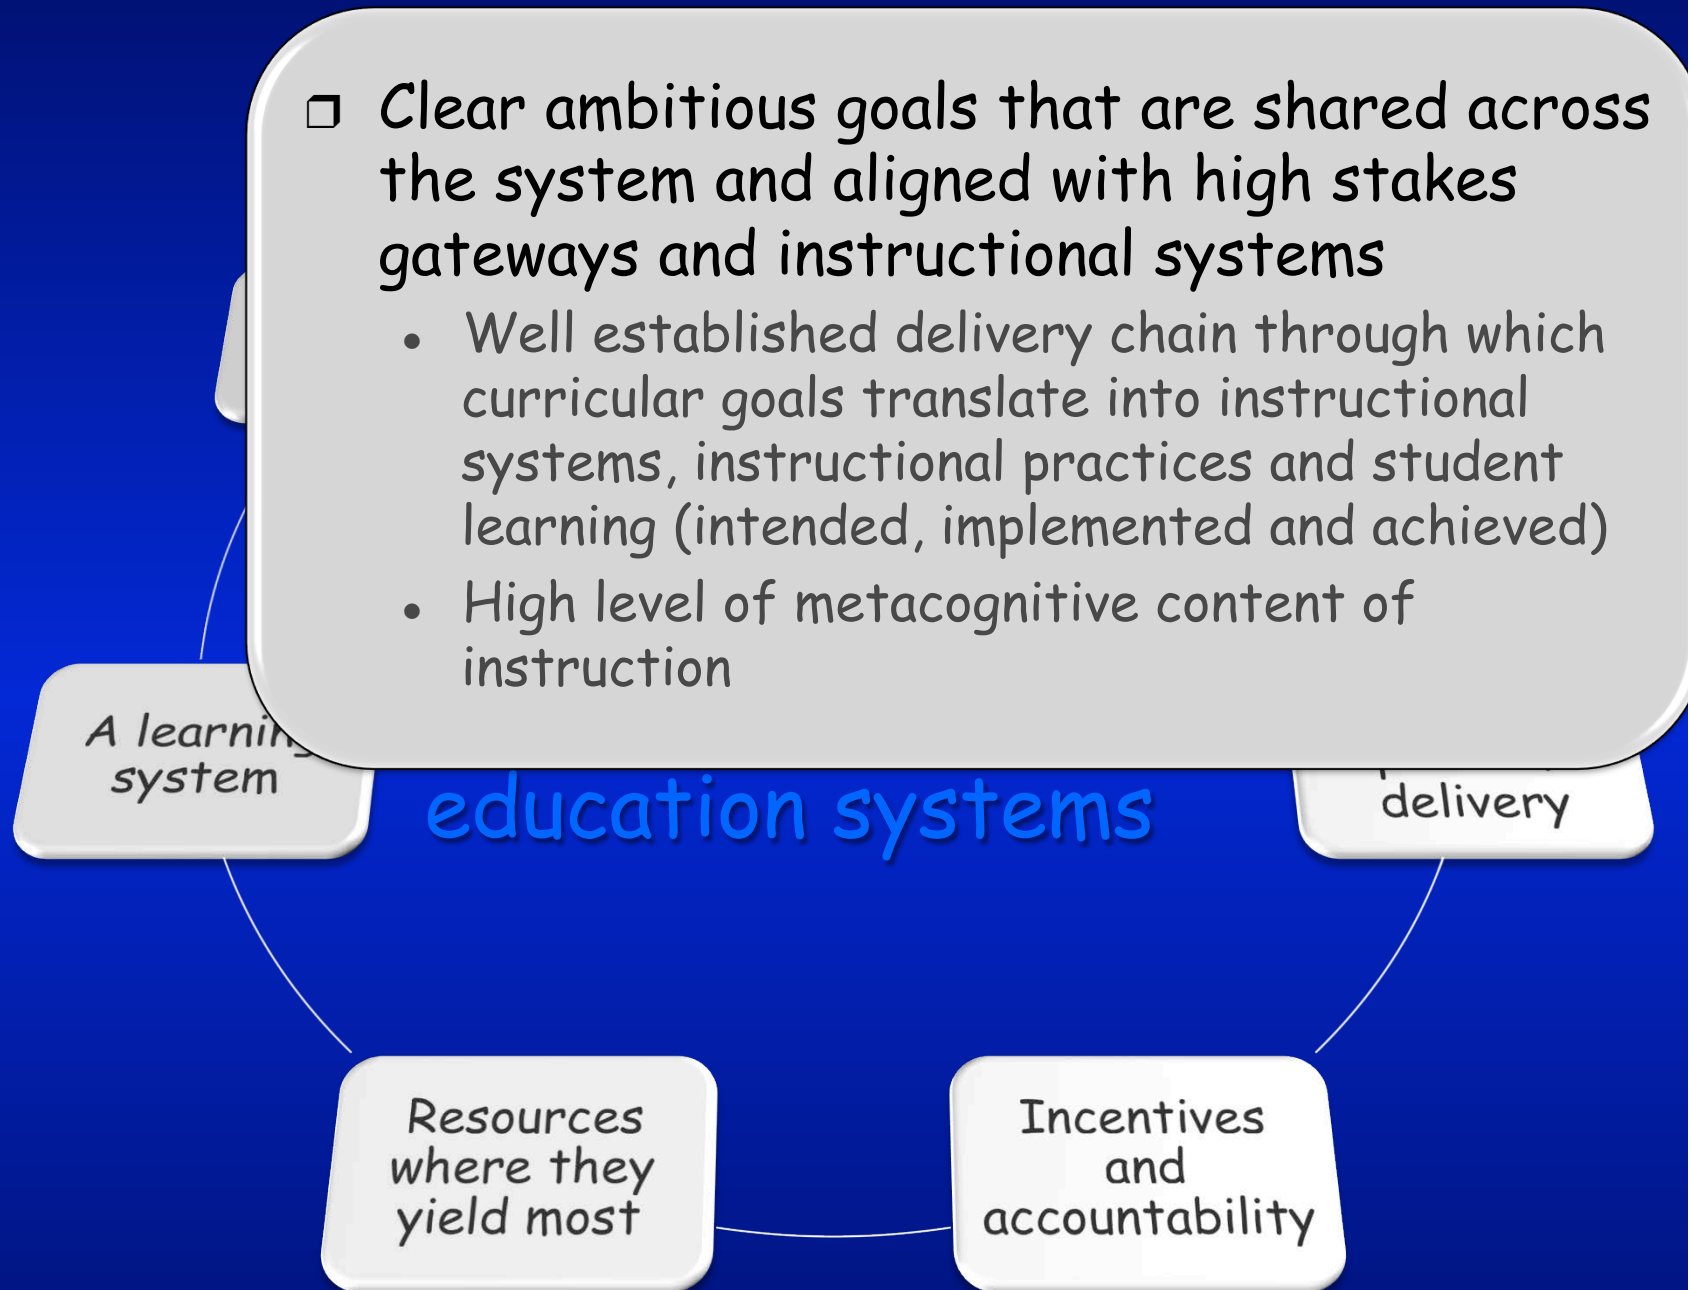 ❒ Clear ambitious goals that are shared across
the system and aligned with high stakes
gateways and instructional systems
● Well established delivery chain through which
curricular goals translate into instructional
systems, instructional practices and student
learning (intended, implemented and achieved)
● High level of metacognitive content of
instruction
A learning
system
education systems
delivery
Resources
where they
yield most
Incentives
and
accountability